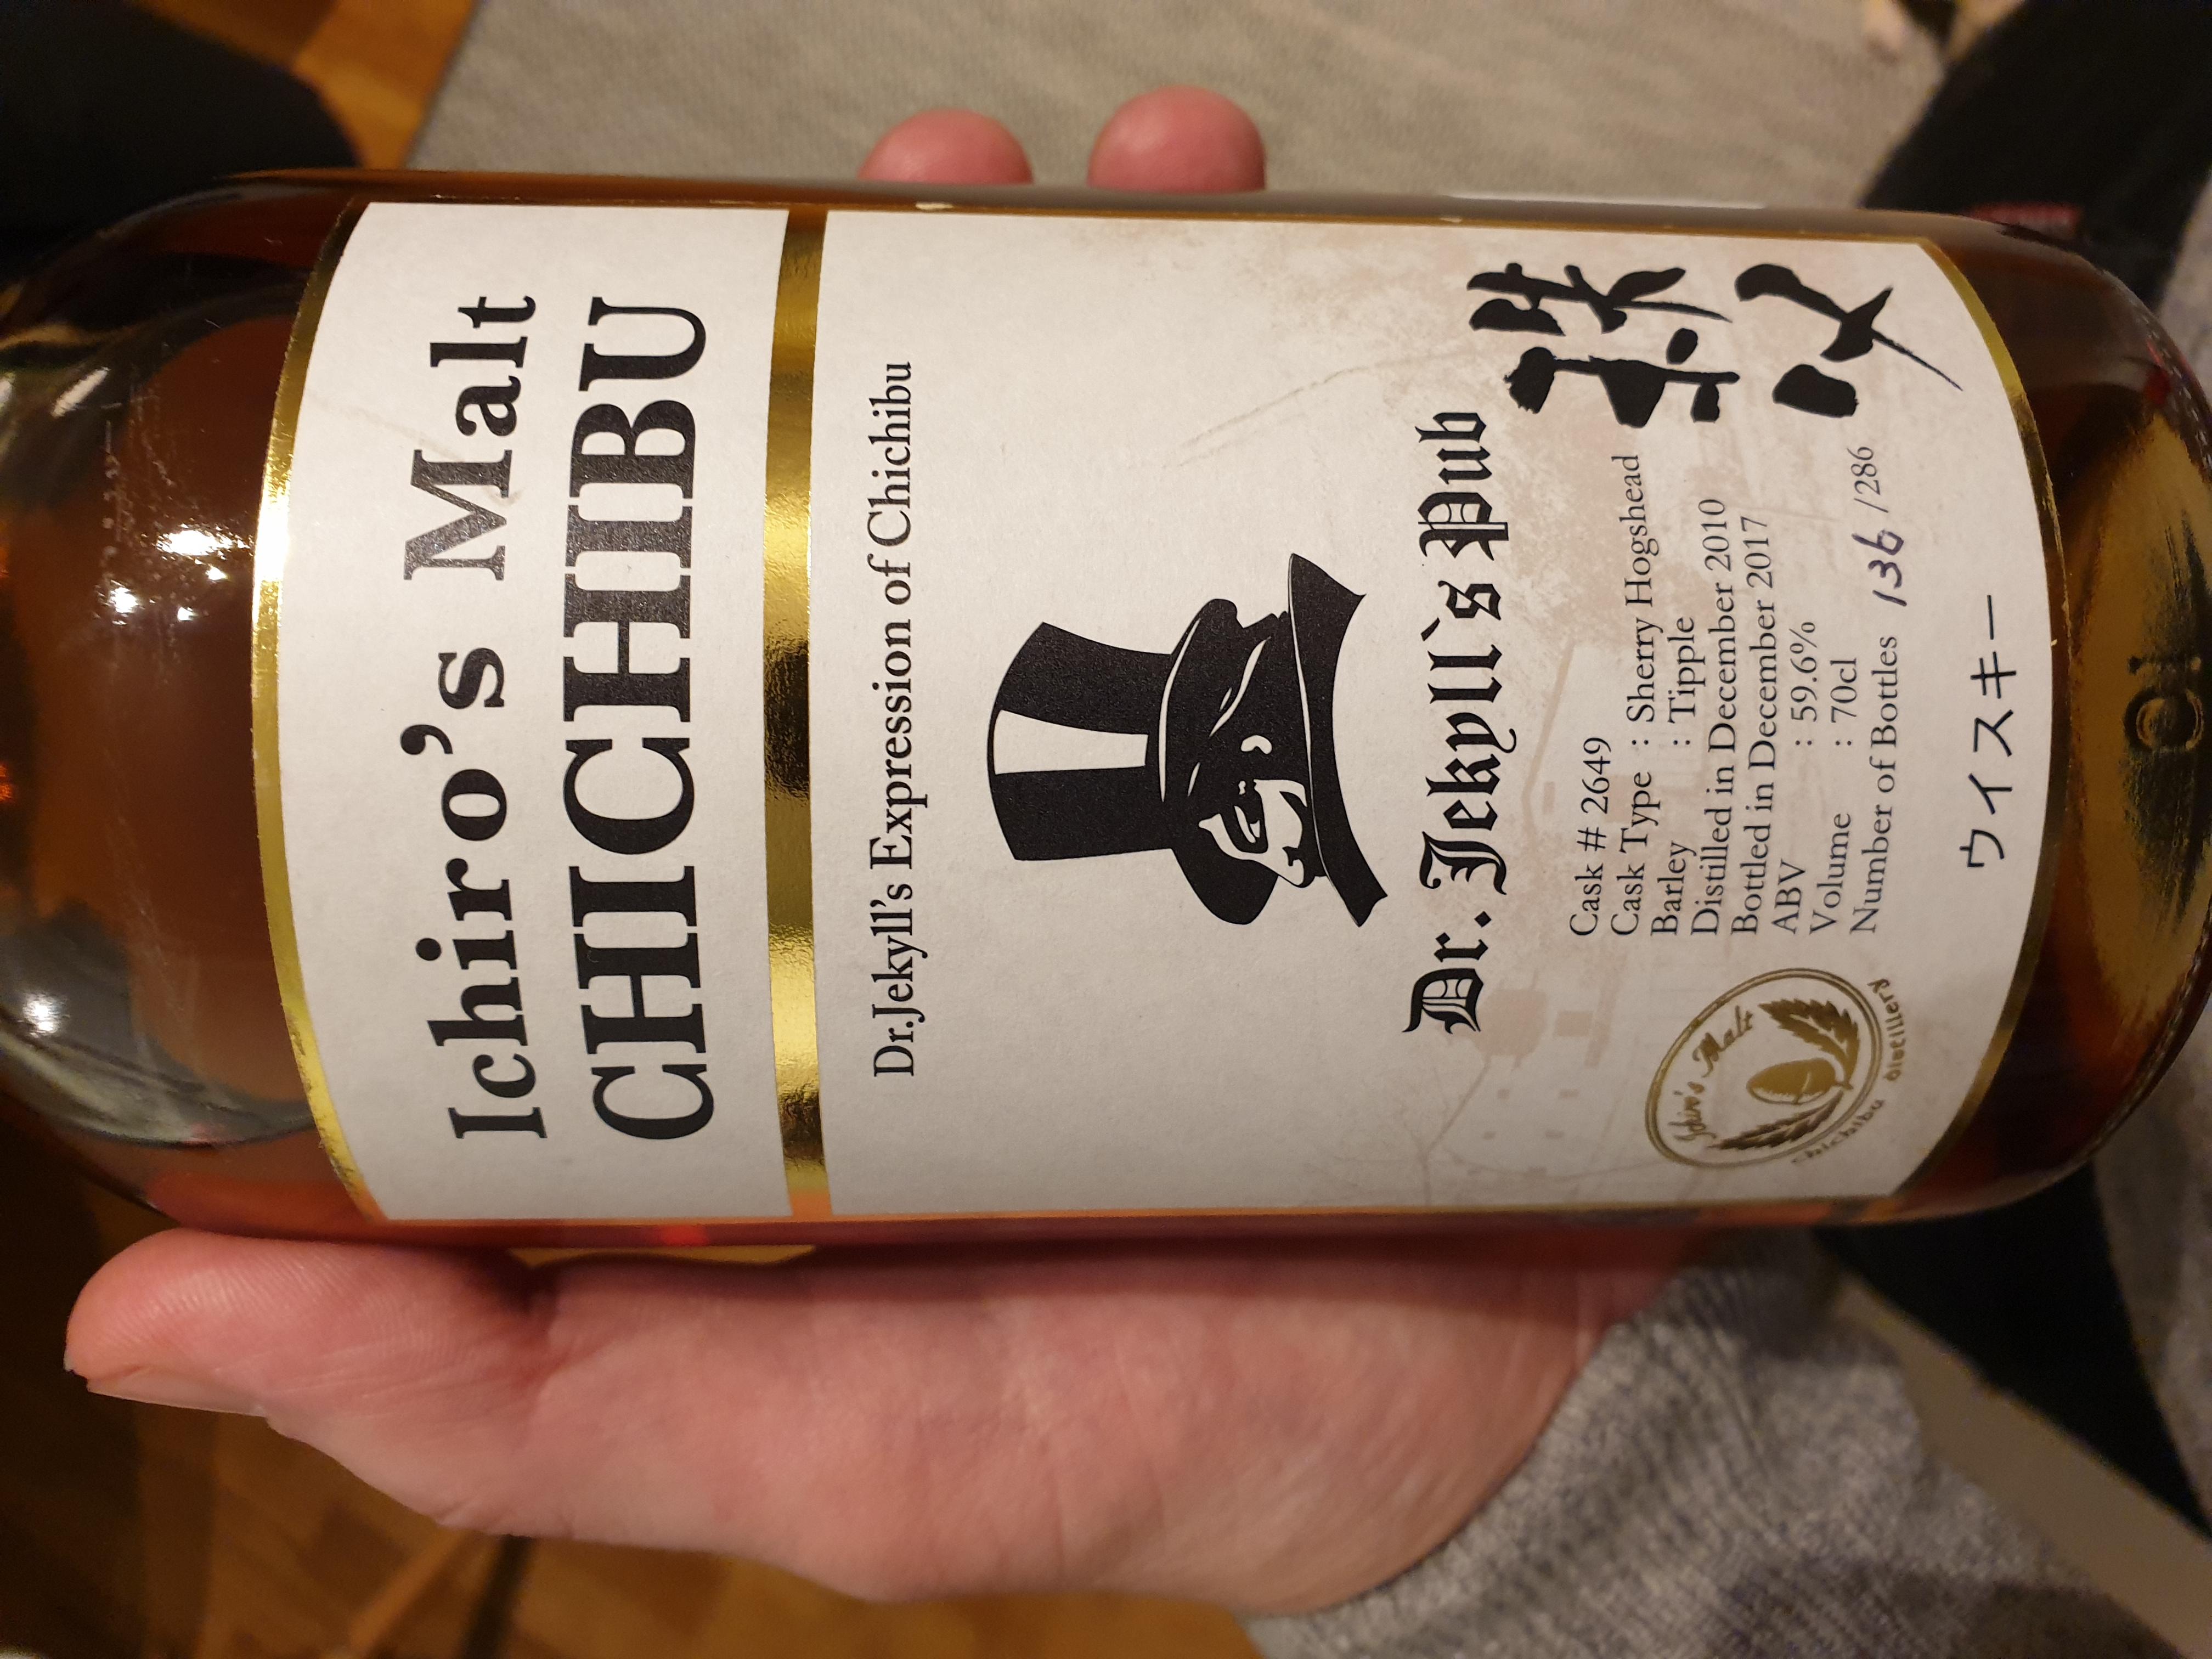 Ichiro's Malt
CHICHIBU
Dr.Jekyll's Expression of Chichibu
Dr. Jekyll`s Pub
秩父
Cask # 2649
Cask Type : Sherry Hogshead
Barley : Tipple
Distilled in December 2010
Bottled in December 2017
ABV : 59.6%
Volume : 70cl
Number of Bottles 136 /286
Ichiro's Malt
Chichibu Distillery
ウイスキー